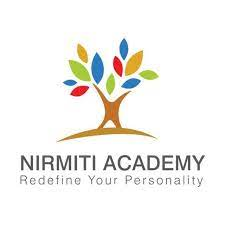 NIRMITI ACADEMY
Redefine Your Personality